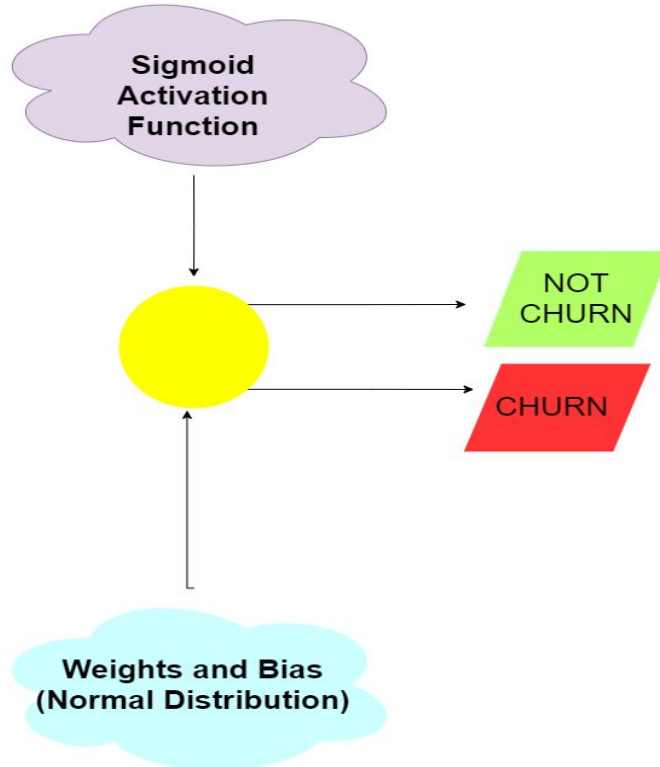 Sigmoid
Activation
Function
NOT
CHURN
CHURN
Weights and Bias
(Normal Distribution)